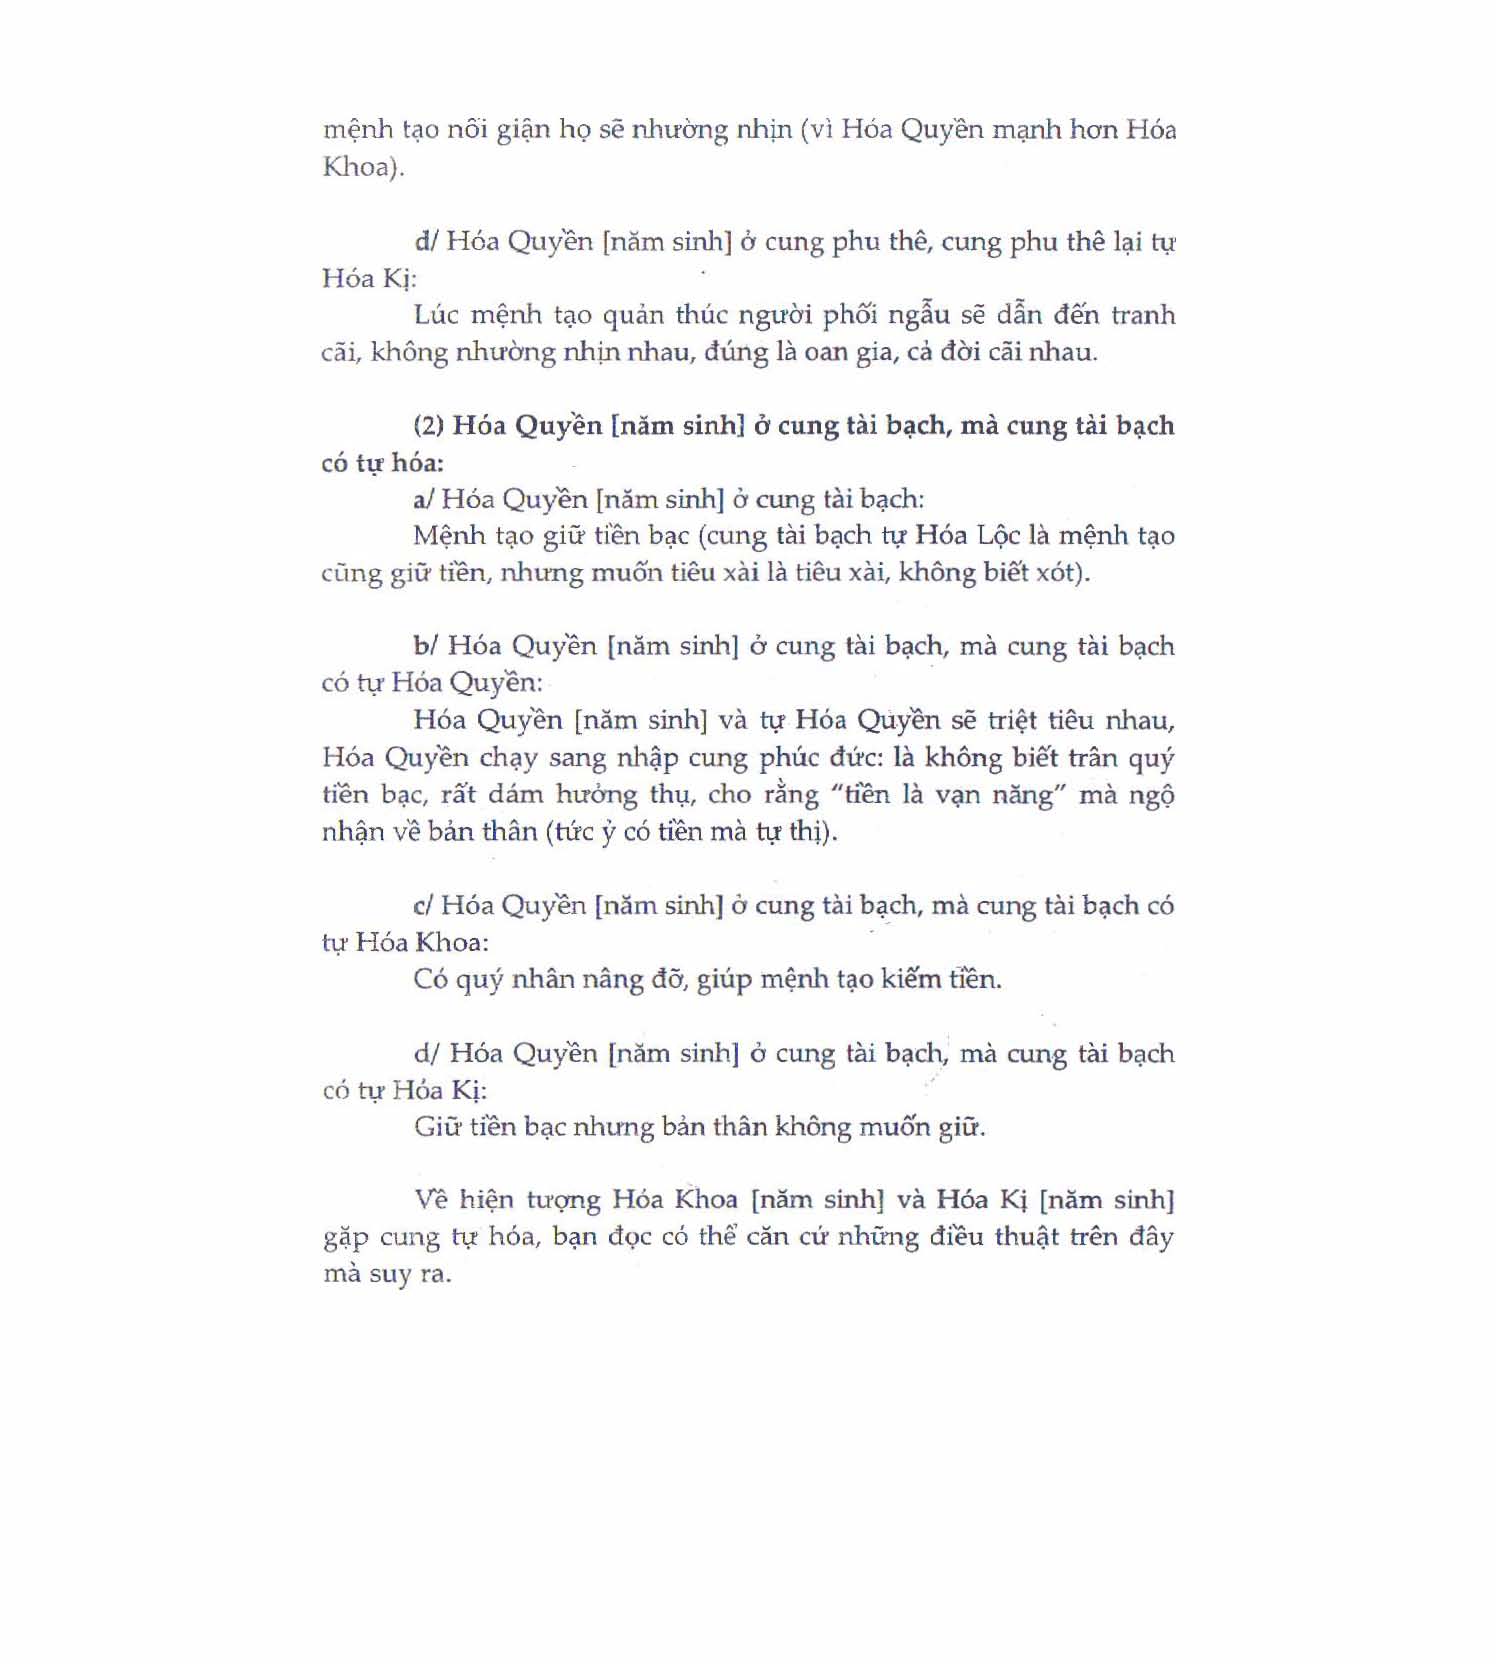 mệnh tạo nổi giận họ sẽ nhường nhịn (vì Hóa Quyền mạnh hơn Hóa
Khoa).
d/ Hóa Quyền [năm sinh] ở cung phu thê, cung phu thê lại tự
Hóa Kị:
Lúc mệnh tạo quản thúc người phối ngẫu sẽ dẫn đến tranh
cãi, không nhường nhịn nhau, đúng là oan gia, cả đời cãi nhau.
(2) Hóa Quyền [năm sinh] ở cung tài bạch, mà cung tài bạch
có tự hóa:
a/ Hóa Quyền [năm sinh] ở cung tài bạch:
Mệnh tạo giữ tiền bạc (cung tài bạch tự Hóa Lộc là mệnh tạo
cũng giữ tiền, nhưng muốn tiêu xài là tiêu xài, không biết xót).
b/ Hóa Quyền [năm sinh] ở cung tài bạch, mà cung tài bạch
có tự Hóa Quyền:
Hóa Quyền [năm sinh] và tự Hóa Quyền sẽ triệt tiêu nhau,
Hóa Quyền chạy sang nhập cung phúc đức: là không biết trân quý
tiền bạc, rất dám hưởng thụ, cho rằng "tiền là vạn năng" mà ngộ
nhận về bản thân (tức ỷ có tiền mà tự thị).
c/ Hóa Quyền [năm sinh] ở cung tài bạch, mà cung tài bạch có
tự Hóa Khoa:
Có quý nhân nâng đỡ, giúp mệnh tạo kiếm tiền.
d/ Hóa Quyền [năm sinh] ở cung tài bạch, mà cung tài bạch
có tự Hóa Kị:
Giữ tiền bạc nhưng bản thân không muốn giữ.
Về hiện tượng Hóa Khoa [năm sinh] và Hóa Kị [năm sinh]
gặp cung tự hóa, bạn đọc có thể căn cứ những điều thuật trên đây
mà suy ra.